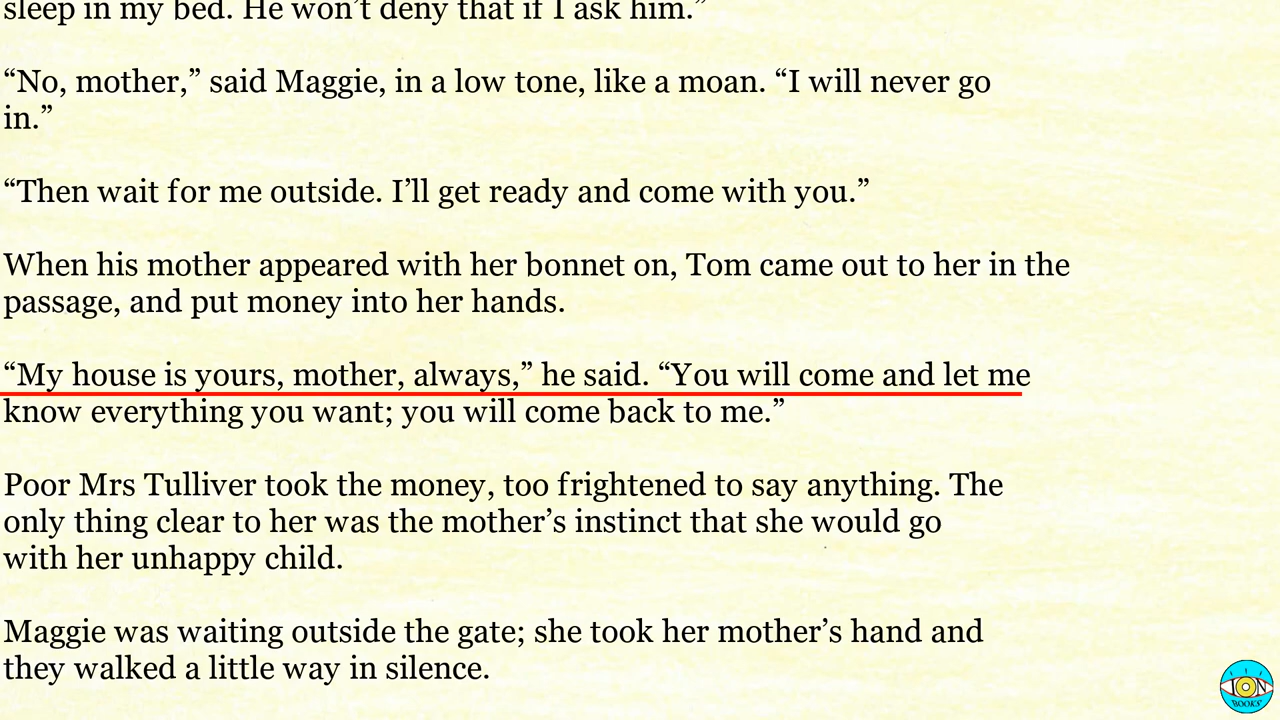 sleep in my bed. He won’t deny that if I ask him.”
“No, mother,” said Maggie, in a low tone, like a moan. “I will never go
in.”
“Then wait for me outside. I’ll get ready and come with you.”
When his mother appeared with her bonnet on, Tom came out to her in the
passage, and put money into her hands.
“My house is yours, mother, always,” he said. “You will come and let me
know everything you want; you will come back to me.”
Poor Mrs Tulliver took the money, too frightened to say anything. The
only thing clear to her was the mother’s instinct that she would go
with her unhappy child.
Maggie was waiting outside the gate; she took her mother’s hand and
they walked a little way in silence.
ION
BOOKS